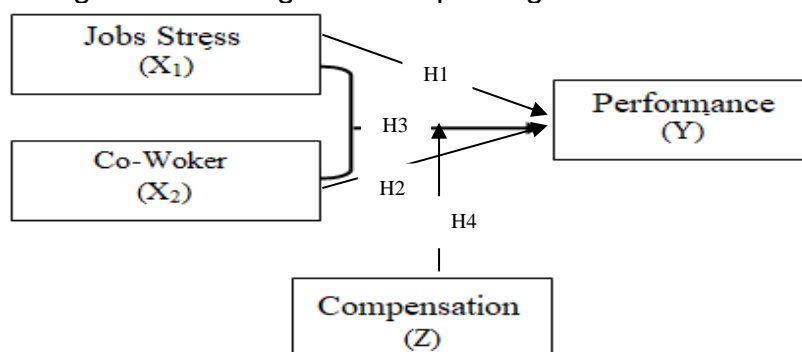 Jobs Stress
(X₁)
H1
Performance
(Y)
H3
Co-Woker
(X₂)
H2
H4
Compensation
(Z)